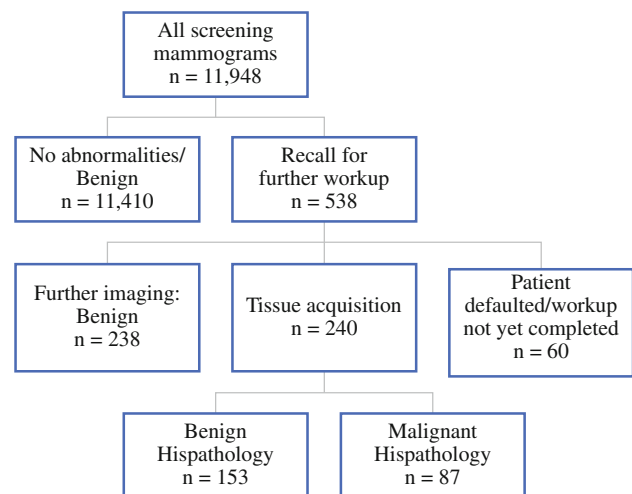 All screening
mammograms
n = 11,948
No abnormalities/
Benign
n = 11,410
Recall for
further workup
n = 538
Further imaging:
Benign
n = 238
Tissue acquisition
n = 240
Patient
defaulted/workup
not yet completed
n = 60
Benign
Hispathology
n = 153
Malignant
Hispathology
n = 87